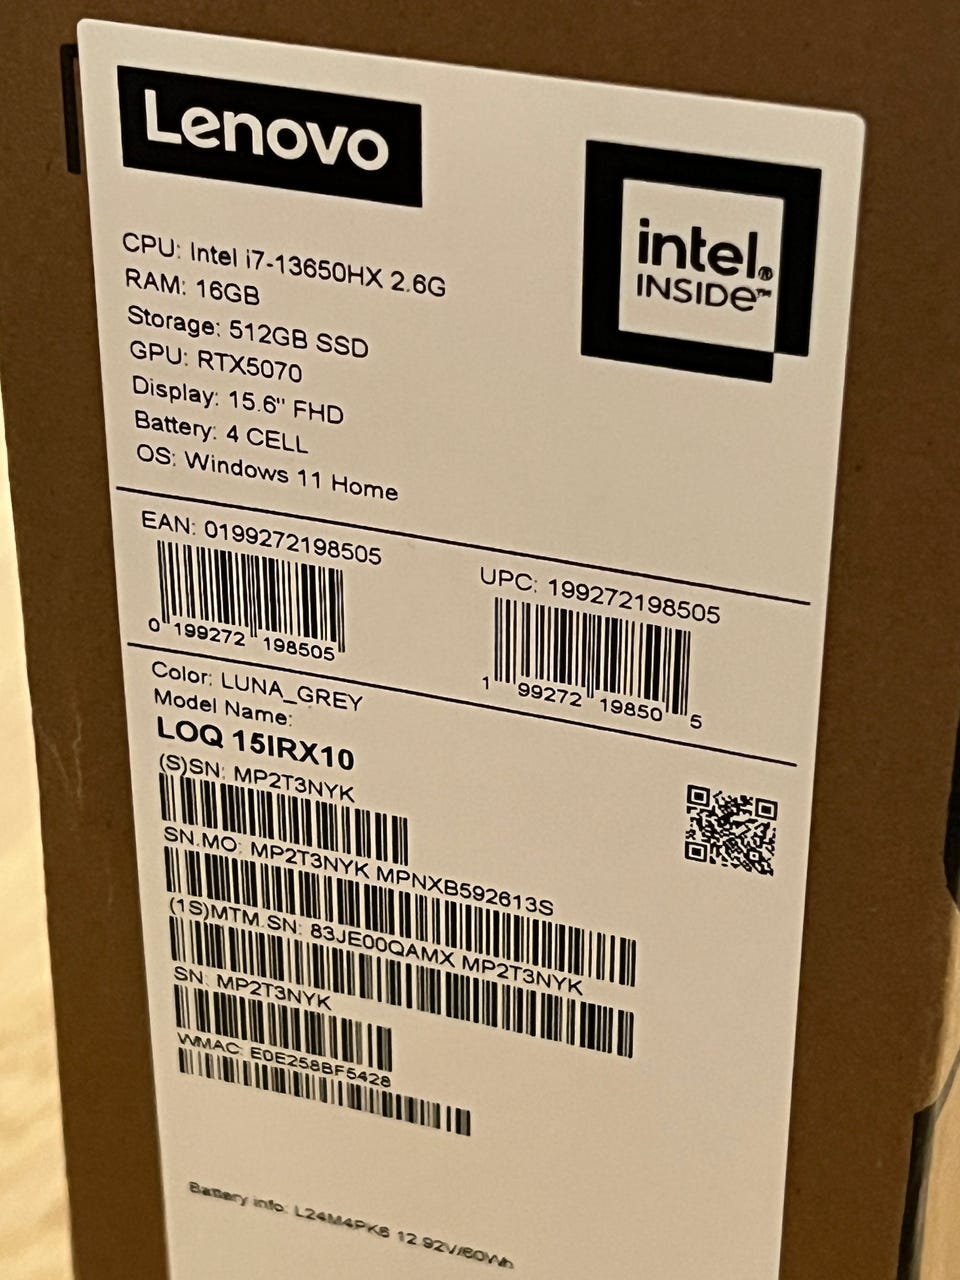 Lenovo
intel®
INSIDE™
CPU: Intel i7-13650HX 2.6G
RAM: 16GB
Storage: 512GB SSD
GPU: RTX5070
Display: 15.6" FHD
Battery: 4 CELL
OS: Windows 11 Home
EAN: 0199272198505
0 199272 198505
UPC: 199272198505
1 99272 19850 5
Color: LUNA_GREY
Model Name:
LOQ 15IRX10
(S)SN: MP2T3NYK
SN.MO: MP2T3NYK MPNXB592613S
(1S)MTM.SN: 83JE00QAMX MP2T3NYK
SN: MP2T3NYK
WMAC: E0E258BF5428
Battery info: L24M4PK6 12.92V/60Wh